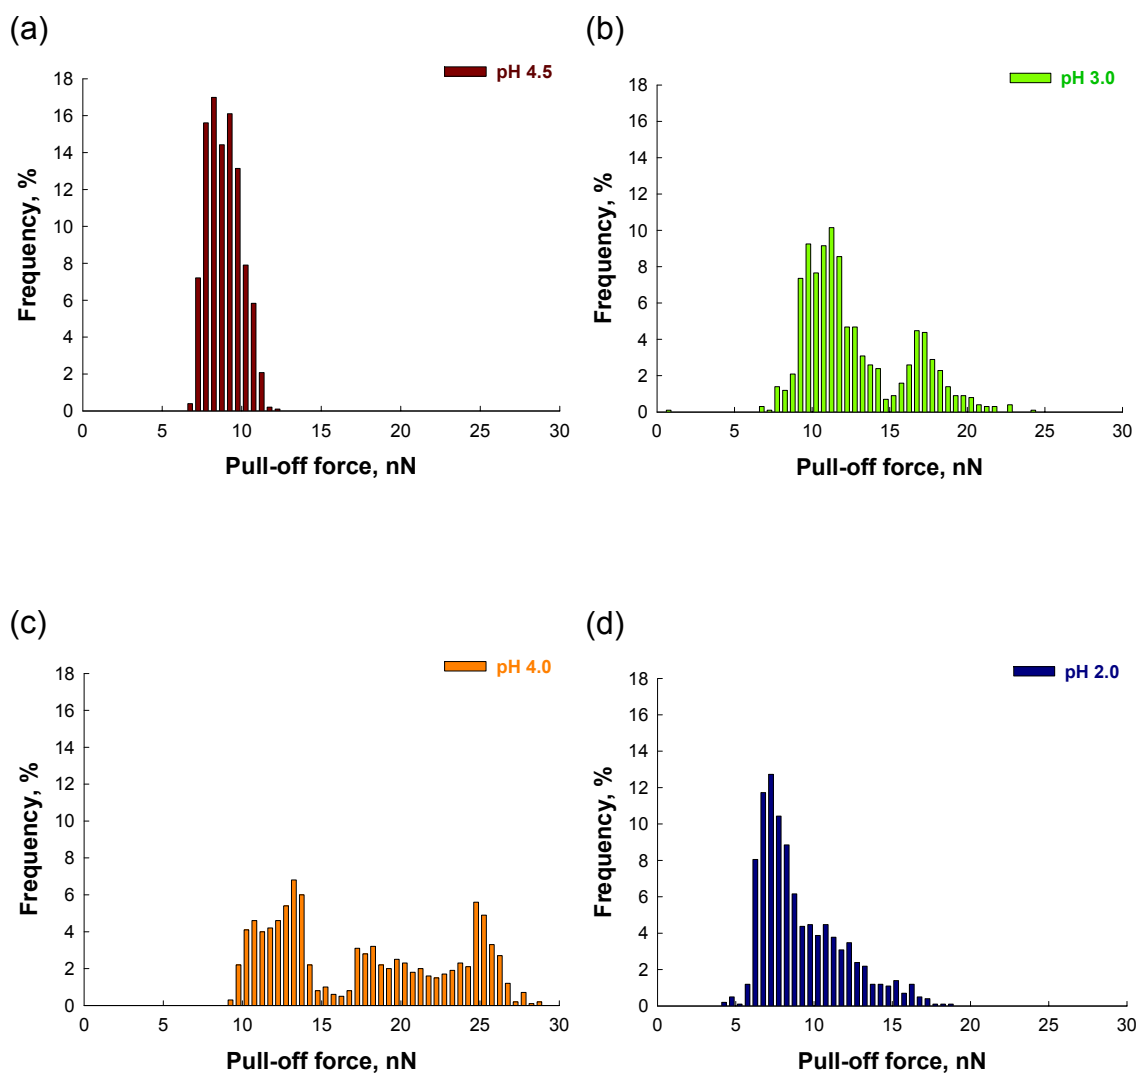 (a)
pH 4.5
18
16
14
12
10
8
6
4
2
0
Frequency, %
0 5 10 15 20 25 30
Pull-off force, nN
(b)
pH 3.0
18
16
14
12
10
8
6
4
2
0
Frequency, %
0 5 10 15 20 25 30
Pull-off force, nN
(c)
pH 4.0
18
16
14
12
10
8
6
4
2
0
Frequency, %
0 5 10 15 20 25 30
Pull-off force, nN
(d)
pH 2.0
18
16
14
12
10
8
6
4
2
0
Frequency, %
0 5 10 15 20 25 30
Pull-off force, nN